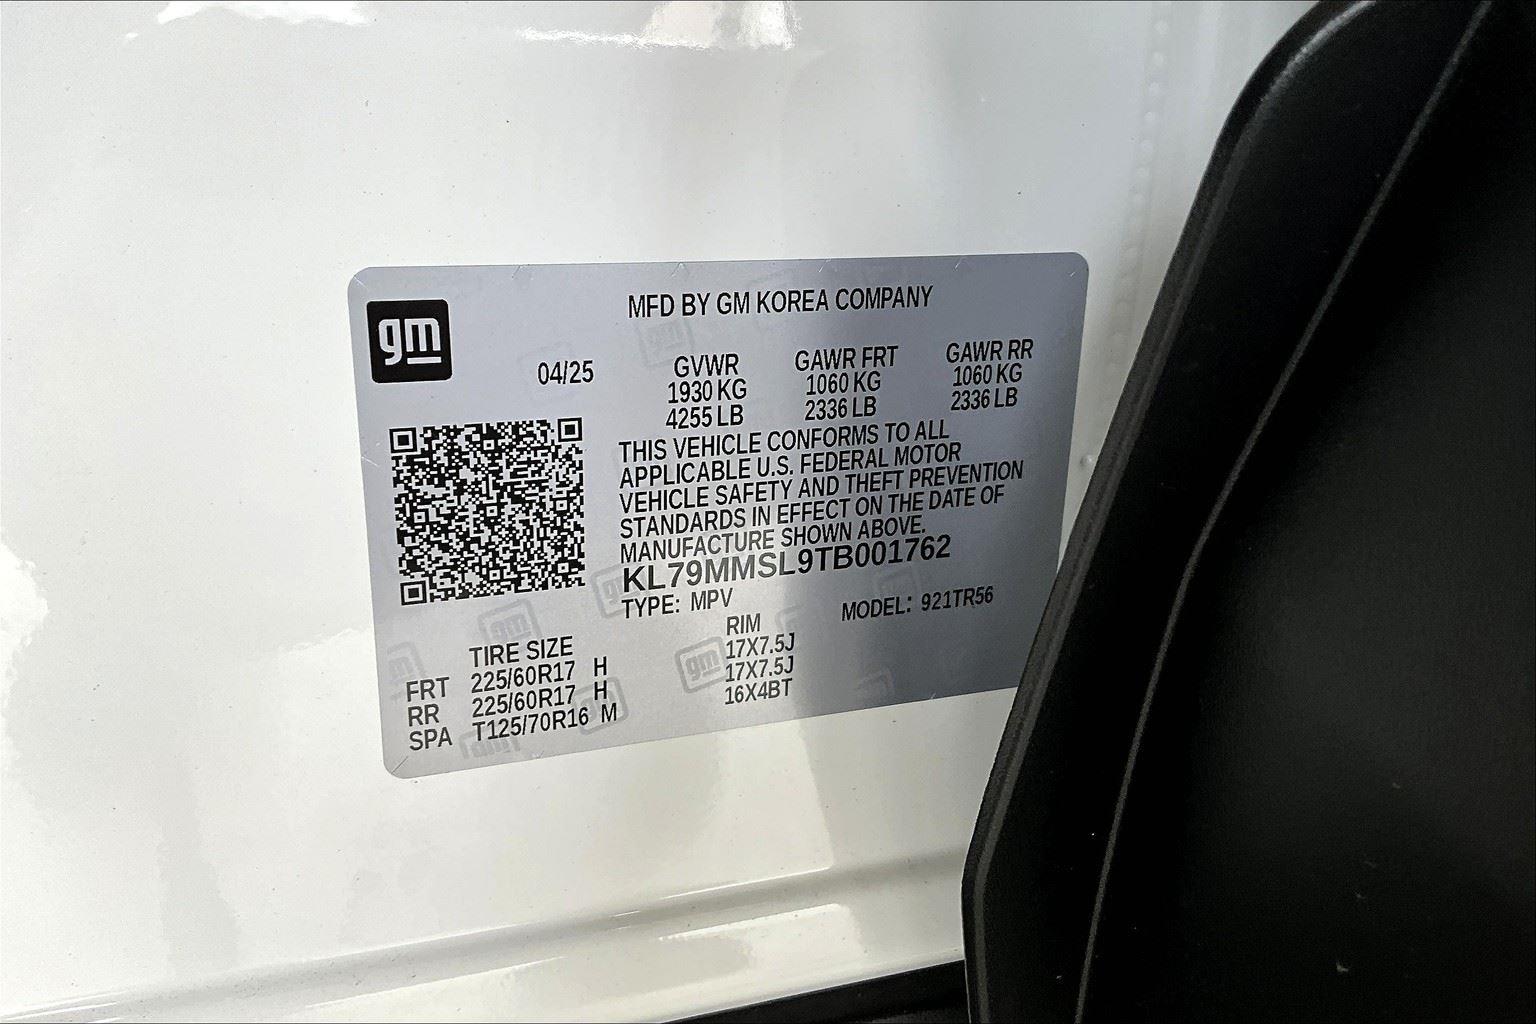 gm
MFD BY GM KOREA COMPANY
04/25
GVWR GAWR FRT GAWR RR
1930 KG 1060 KG 1060 KG
4255 LB 2336 LB 2336 LB
THIS VEHICLE CONFORMS TO ALL
APPLICABLE U.S. FEDERAL MOTOR
VEHICLE SAFETY AND THEFT PREVENTION
STANDARDS IN EFFECT ON THE DATE OF
MANUFACTURE SHOWN ABOVE.
KL79MMSL9TB001762
TYPE: MPV MODEL: 921TR56
TIRE SIZE RIM
FRT 225/60R17 H 17X7.5J
RR 225/60R17 H 17X7.5J
SPA T125/70R16 M 16X4BT